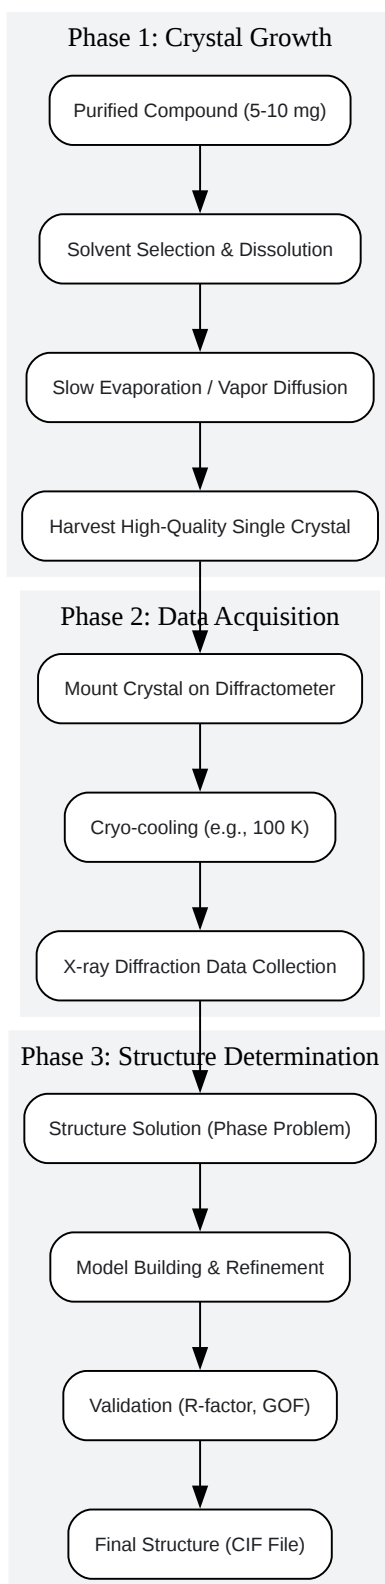 Phase 1: Crystal Growth
Purified Compound (5-10 mg)
Solvent Selection & Dissolution
Slow Evaporation / Vapor Diffusion
Harvest High-Quality Single Crystal
Phase 2: Data Acquisition
Mount Crystal on Diffractometer
Cryo-cooling (e.g., 100 K)
X-ray Diffraction Data Collection
Phase 3: Structure Determination
Structure Solution (Phase Problem)
Model Building & Refinement
Validation (R-factor, GOF)
Final Structure (CIF File)